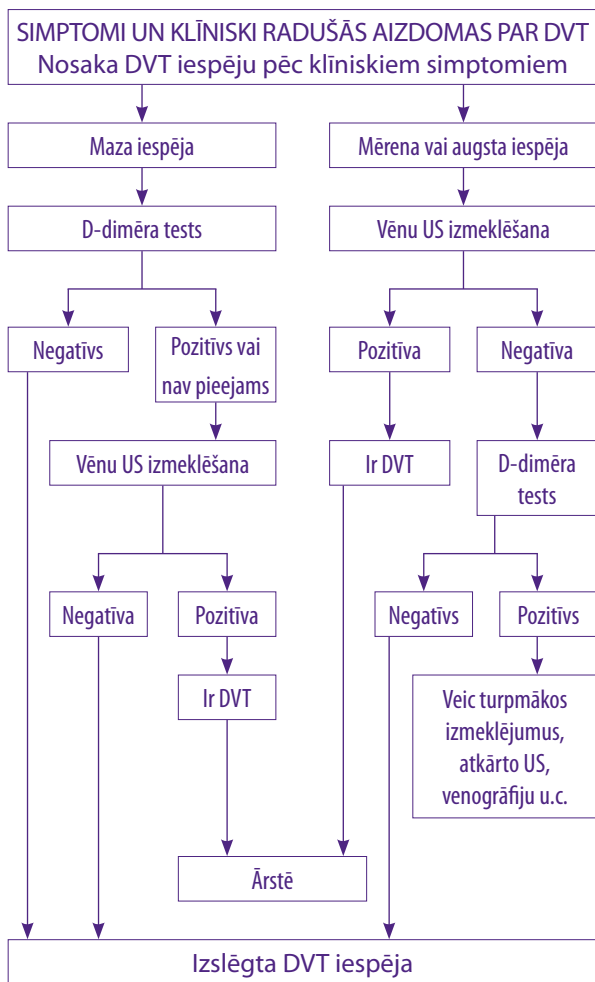 SIMPTOMI UN KLĪNISKI RADUŠĀS AIZDOMAS PAR DVT
Nosaka DVT iespēju pēc klīniskiem simptomiem
Maza iespēja
Mērena vai augsta iespēja
D-dimēra tests
Vēnu US izmeklēšana
Negatīvs
Pozitīvs vai
nav pieejams
Pozitīva
Negatīva
Vēnu US izmeklēšana
Ir DVT
D-dimēra
tests
Negatīva
Pozitīva
Negatīvs
Pozitīvs
Ir DVT
Veic turpmākos
izmeklējumus,
atkārto US,
venogrāfiju u.c.
Ārstē
Izslēgta DVT iespēja